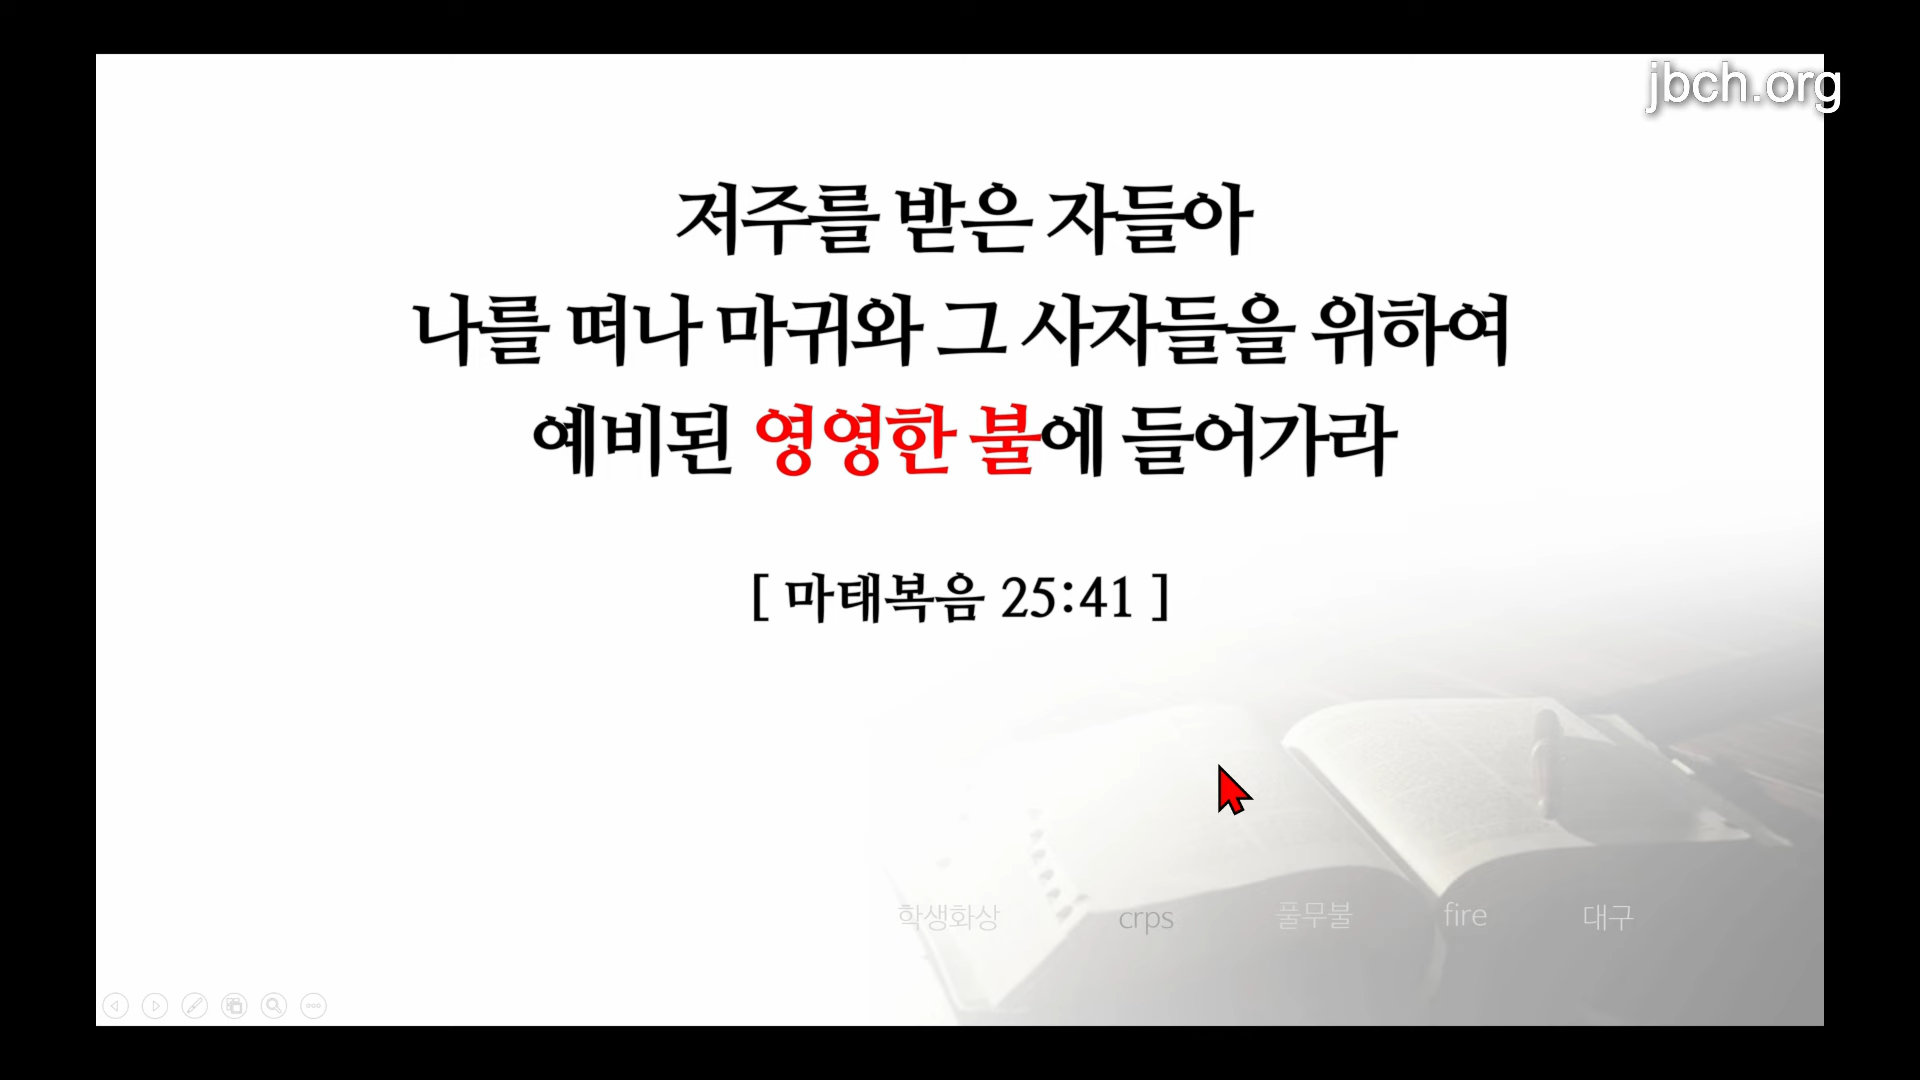 jbch.org
저주를 받은 자들아
나를 떠나 마귀와 그 사자들을 위하여
예비된 영영한 불에 들어가라
[ 마태복음 25:41 ]
학생화상 crps 풀무불 fire 대구